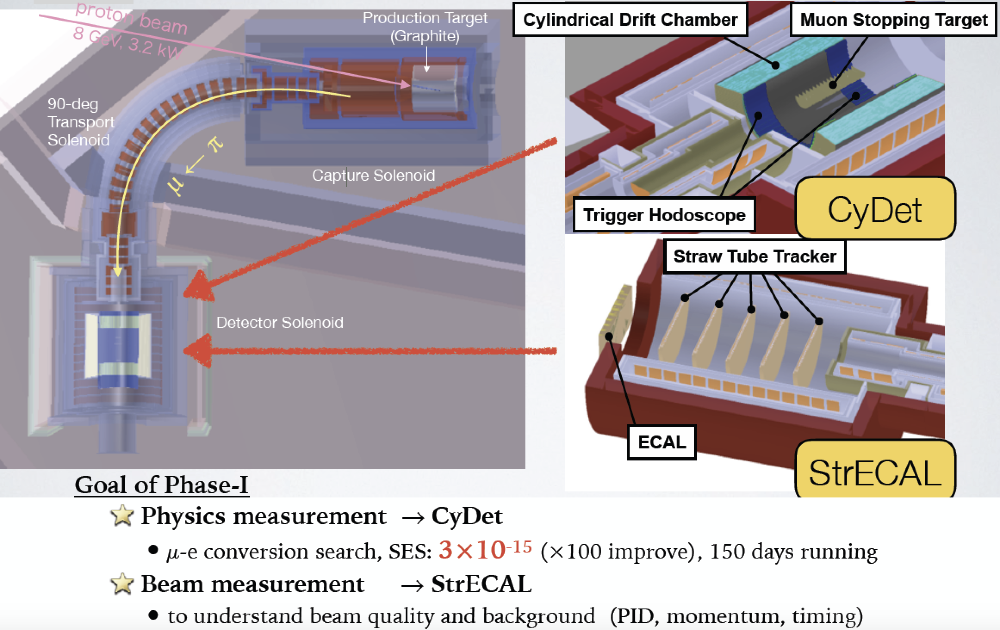 proton beam
8 GeV, 3.2 kW
Production Target
(Graphite)
90-deg
Transport
Solenoid
μ ← π
Capture Solenoid
Detector Solenoid
Cylindrical Drift Chamber
Muon Stopping Target
Trigger Hodoscope
CyDet
Straw Tube Tracker
ECAL
StrECAL
Goal of Phase-I
Physics measurement → CyDet
• μ-e conversion search, SES: 3×10⁻¹⁵ (×100 improve), 150 days running
Beam measurement → StrECAL
• to understand beam quality and background (PID, momentum, timing)